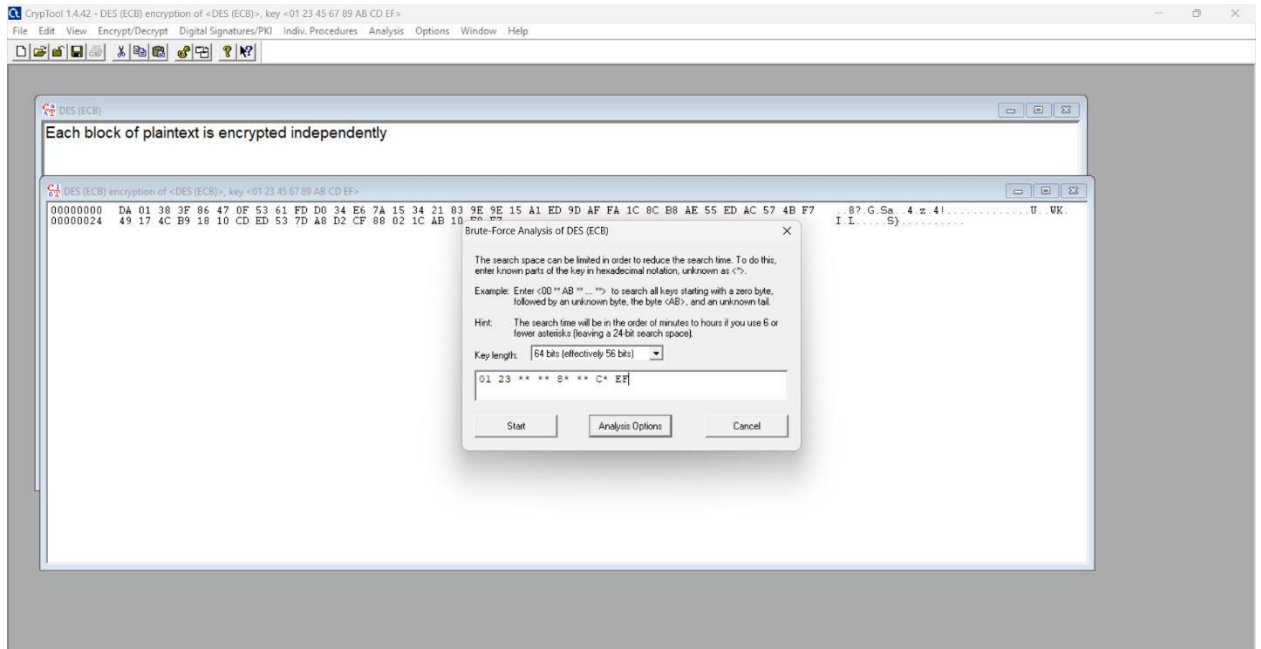 CrypTool 1.4.42 - DES (ECB) encryption of <DES (ECB)>, key <01 23 45 67 89 AB CD EF>
File Edit View Encrypt/Decrypt Digital Signatures/PKI Indiv. Procedures Analysis Options Window Help
DES (ECB)
Each block of plaintext is encrypted independently
DES (ECB) encryption of <DES (ECB)>, key <01 23 45 67 89 AB CD EF>
00000000 DA 01 38 3F 86 47 0F 53 61 FD D0 34 E6 7A 15 34 21 83 9E 9E 15 A1 ED 9D AF FA 1C 8C B8 AE 55 ED AC 57 4B F7 ..8?.G.Sa..4.z.4!.............U..WK.
00000024 49 17 4C B9 18 10 CD ED 53 7D A8 D2 CF 88 02 1C AB 10 I.L.....S}..........
Brute-Force Analysis of DES (ECB)
The search space can be limited in order to reduce the search time. To do this,
enter known parts of the key in hexadecimal notation, unknown as <*>.
Example: Enter <00 ** AB ** ... **> to search all keys starting with a zero byte,
followed by an unknown byte, the byte <AB>, and an unknown tail.
Hint: The search time will be in the order of minutes to hours if you use 6 or
fewer asterisks (leaving a 24-bit search space).
Key length: 64 bits (effectively 56 bits)
01 23 ** ** 8* ** C* EF
Start Analysis Options Cancel